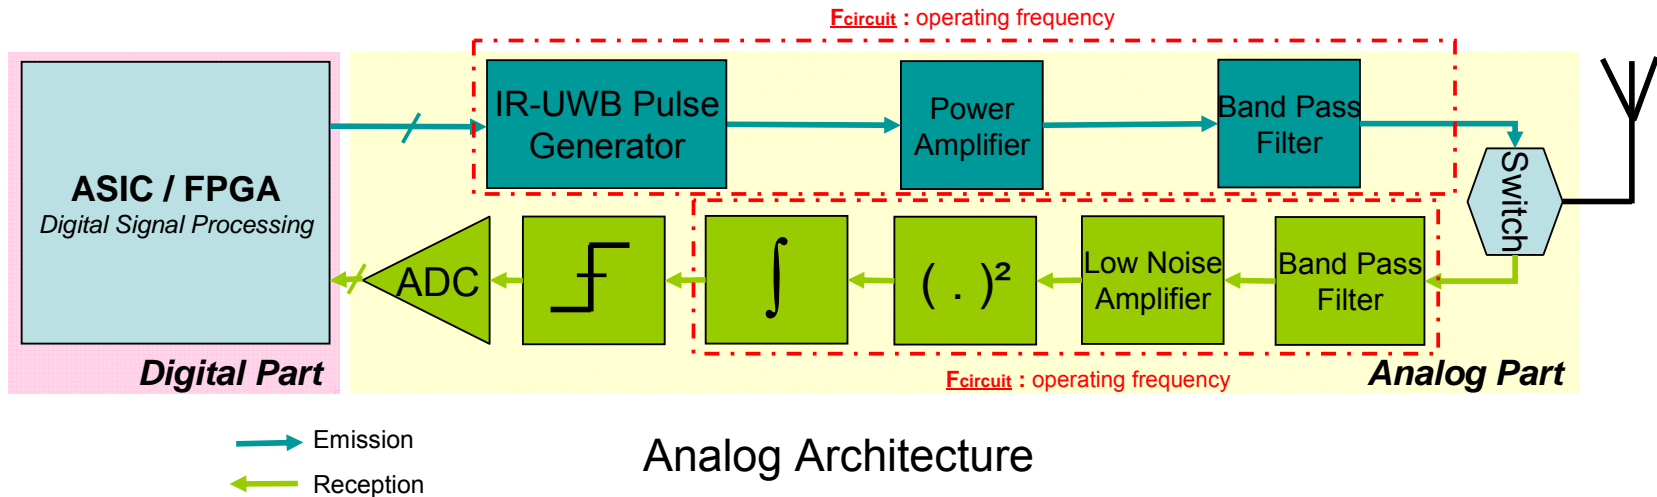 Fcircuit : operating frequency
ASIC / FPGA
Digital Signal Processing
IR-UWB Pulse
Generator
Power
Amplifier
Band Pass
Filter
Switch
ADC
∫
( . )²
Low Noise
Amplifier
Band Pass
Filter
Digital Part
Fcircuit : operating frequency
Analog Part
Emission
Reception
Analog Architecture